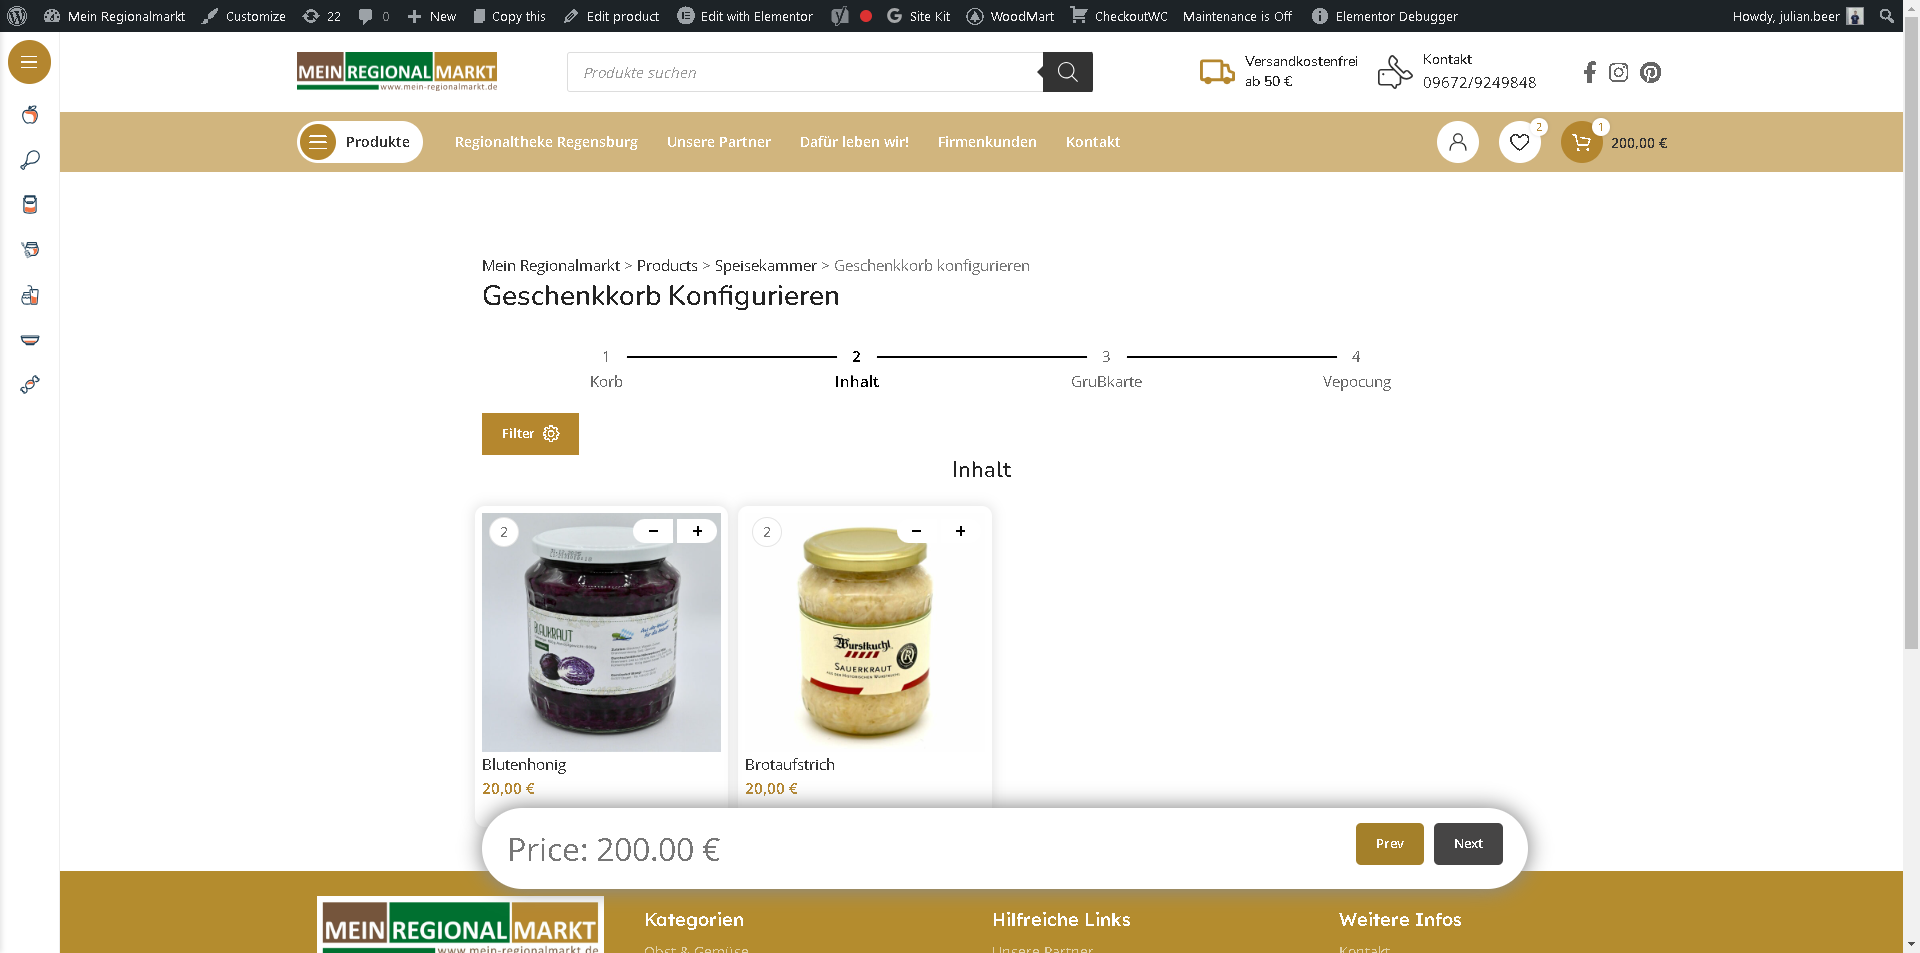 Mein Regionalmarkt Customize 22 0 New Copy this Edit product Edit with Elementor Site Kit WoodMart CheckoutWC Maintenance is Off Elementor Debugger Howdy, julian.beer
MEIN REGIONAL MARKT
www.mein-regionalmarkt.de
Produkte suchen
Versandkostenfrei
ab 50 €
Kontakt
09672/9249848
Produkte Regionaltheke Regensburg Unsere Partner Dafür leben wir! Firmenkunden Kontakt 2 1 200,00 €
Mein Regionalmarkt > Products > Speisekammer > Geschenkkorb konfigurieren
Geschenkkorb Konfigurieren
1 2 3 4
Korb Inhalt GruBkarte Vepocung
Filter
Inhalt
2 − +
2 − +
BLAUKRAUT
Wurstkuchl
SAUERKRAUT
Blutenhonig
20,00 €
Brotaufstrich
20,00 €
Price: 200.00 €
Prev Next
MEIN REGIONAL MARKT
www.mein-regionalmarkt.de
Kategorien Hilfreiche Links Weitere Infos
Obst & Gemüse Unsere Partner Kontakt